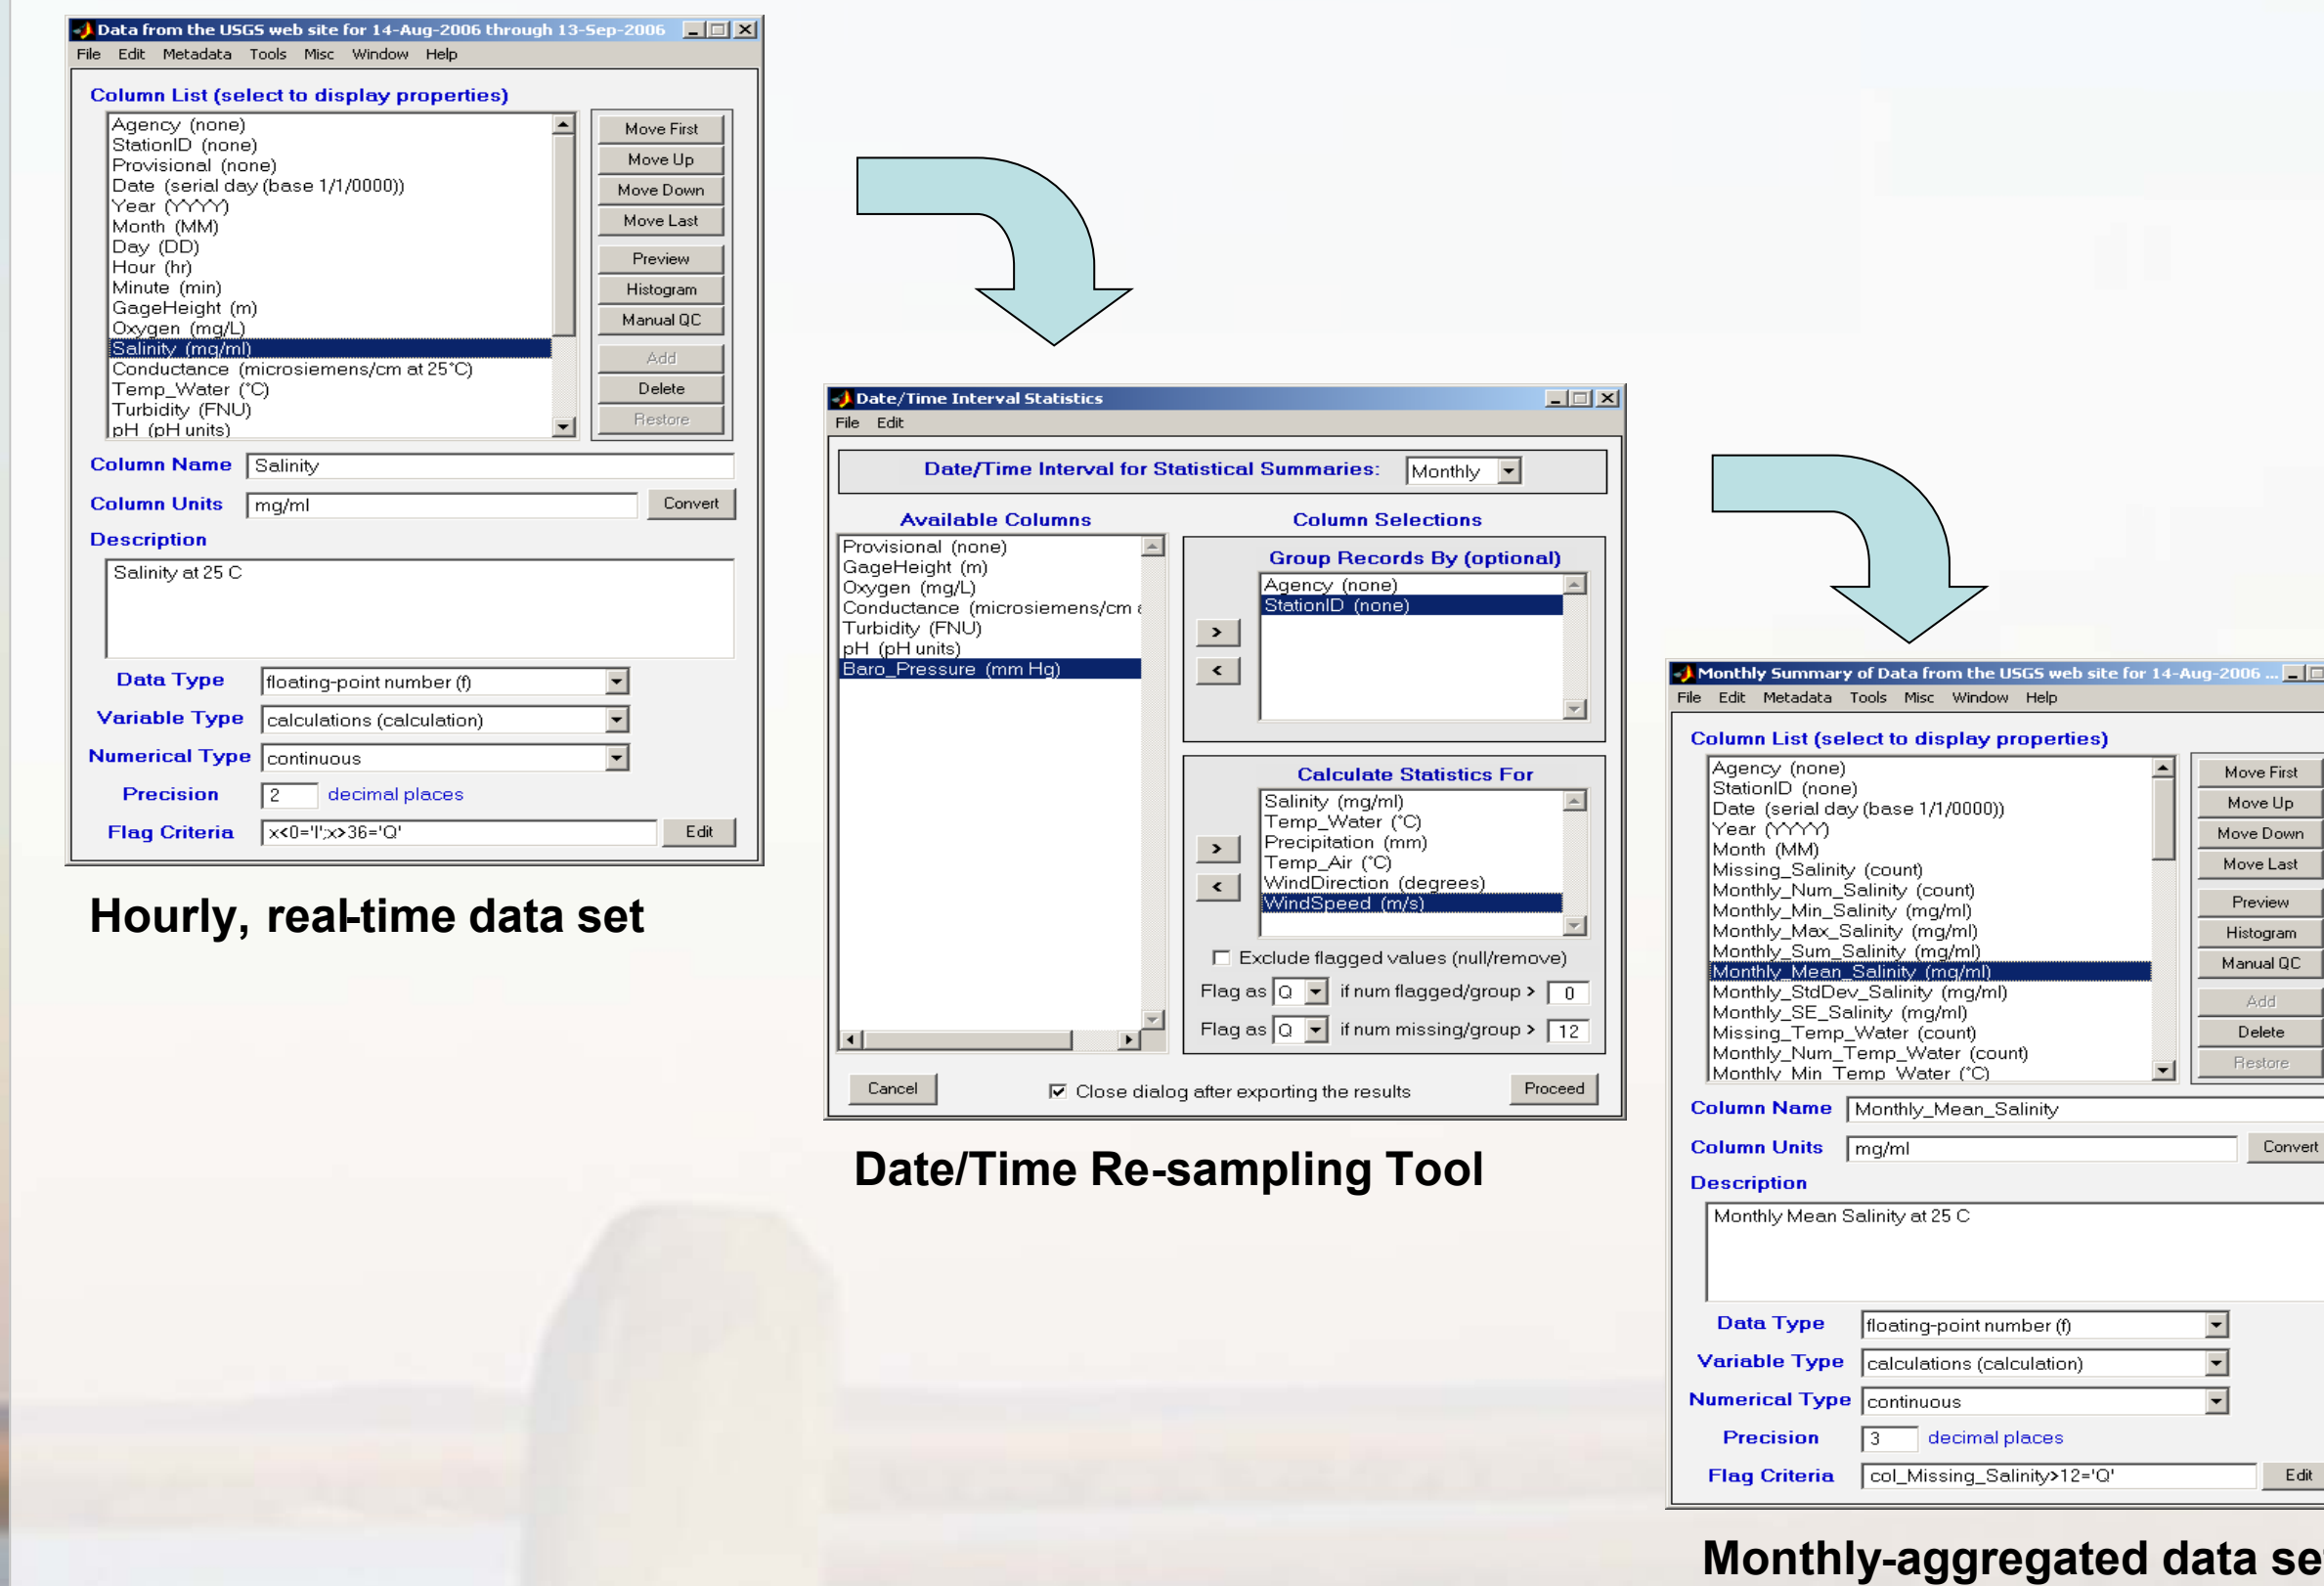 Data from the USGS web site for 14-Aug-2006 through 13-Sep-2006
File Edit Metadata Tools Misc Window Help
Column List (select to display properties)
Agency (none)
StationID (none)
Provisional (none)
Date (serial day (base 1/1/0000))
Year (YYYY)
Month (MM)
Day (DD)
Hour (hr)
Minute (min)
GageHeight (m)
Oxygen (mg/L)
Salinity (mg/ml)
Conductance (microsiemens/cm at 25°C)
Temp_Water (°C)
Turbidity (FNU)
pH (pH units)
Move First
Move Up
Move Down
Move Last
Preview
Histogram
Manual QC
Add
Delete
Restore
Column Name Salinity
Column Units mg/ml Convert
Description
Salinity at 25 C
Data Type floating-point number (f)
Variable Type calculations (calculation)
Numerical Type continuous
Precision 2 decimal places
Flag Criteria x<0='I';x>36='Q' Edit
Hourly, real-time data set
Date/Time Interval Statistics
File Edit
Date/Time Interval for Statistical Summaries: Monthly
Available Columns
Provisional (none)
GageHeight (m)
Oxygen (mg/L)
Conductance (microsiemens/cm
Turbidity (FNU)
pH (pH units)
Baro_Pressure (mm Hg)
Column Selections
Group Records By (optional)
Agency (none)
StationID (none)
>
<
Calculate Statistics For
Salinity (mg/ml)
Temp_Water (°C)
Precipitation (mm)
Temp_Air (°C)
WindDirection (degrees)
WindSpeed (m/s)
>
<
Exclude flagged values (null/remove)
Flag as Q if num flagged/group > 0
Flag as Q if num missing/group > 12
Cancel Close dialog after exporting the results Proceed
Date/Time Re-sampling Tool
Monthly Summary of Data from the USGS web site for 14-Aug-2006 ...
File Edit Metadata Tools Misc Window Help
Column List (select to display properties)
Agency (none)
StationID (none)
Date (serial day (base 1/1/0000))
Year (YYYY)
Month (MM)
Missing_Salinity (count)
Monthly_Num_Salinity (count)
Monthly_Min_Salinity (mg/ml)
Monthly_Max_Salinity (mg/ml)
Monthly_Sum_Salinity (mg/ml)
Monthly_Mean_Salinity (mg/ml)
Monthly_StdDev_Salinity (mg/ml)
Monthly_SE_Salinity (mg/ml)
Missing_Temp_Water (count)
Monthly_Num_Temp_Water (count)
Monthly_Min_Temp_Water (°C)
Move First
Move Up
Move Down
Move Last
Preview
Histogram
Manual QC
Add
Delete
Restore
Column Name Monthly_Mean_Salinity
Column Units mg/ml Convert
Description
Monthly Mean Salinity at 25 C
Data Type floating-point number (f)
Variable Type calculations (calculation)
Numerical Type continuous
Precision 3 decimal places
Flag Criteria col_Missing_Salinity>12='Q' Edit
Monthly-aggregated data se